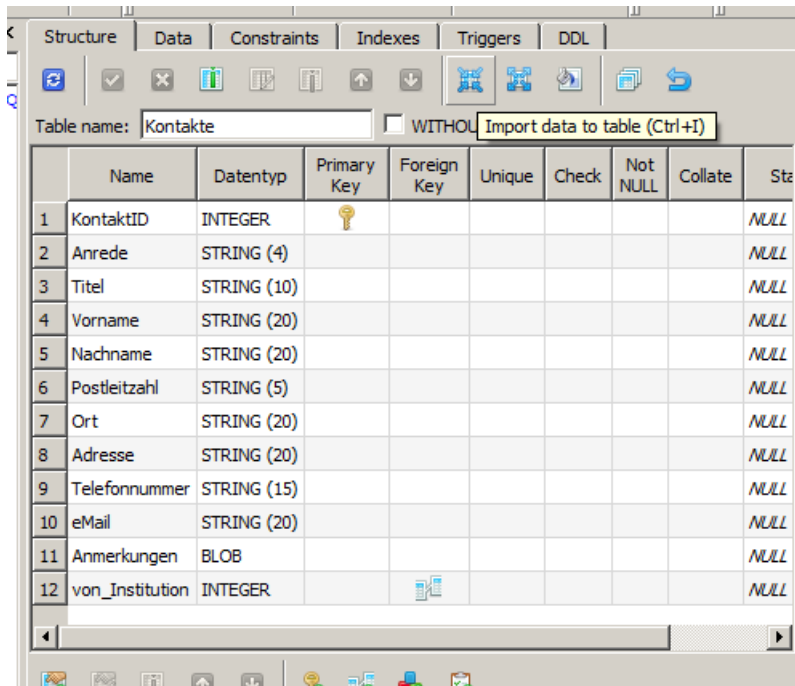 Structure Data Constraints Indexes Triggers DDL
Table name: Kontakte WITHOU Import data to table (Ctrl+I)
Name Datentyp Primary Key Foreign Key Unique Check Not NULL Collate Sta
1 KontaktID INTEGER NULL
2 Anrede STRING (4) NULL
3 Titel STRING (10) NULL
4 Vorname STRING (20) NULL
5 Nachname STRING (20) NULL
6 Postleitzahl STRING (5) NULL
7 Ort STRING (20) NULL
8 Adresse STRING (20) NULL
9 Telefonnummer STRING (15) NULL
10 eMail STRING (20) NULL
11 Anmerkungen BLOB NULL
12 von_Institution INTEGER NULL